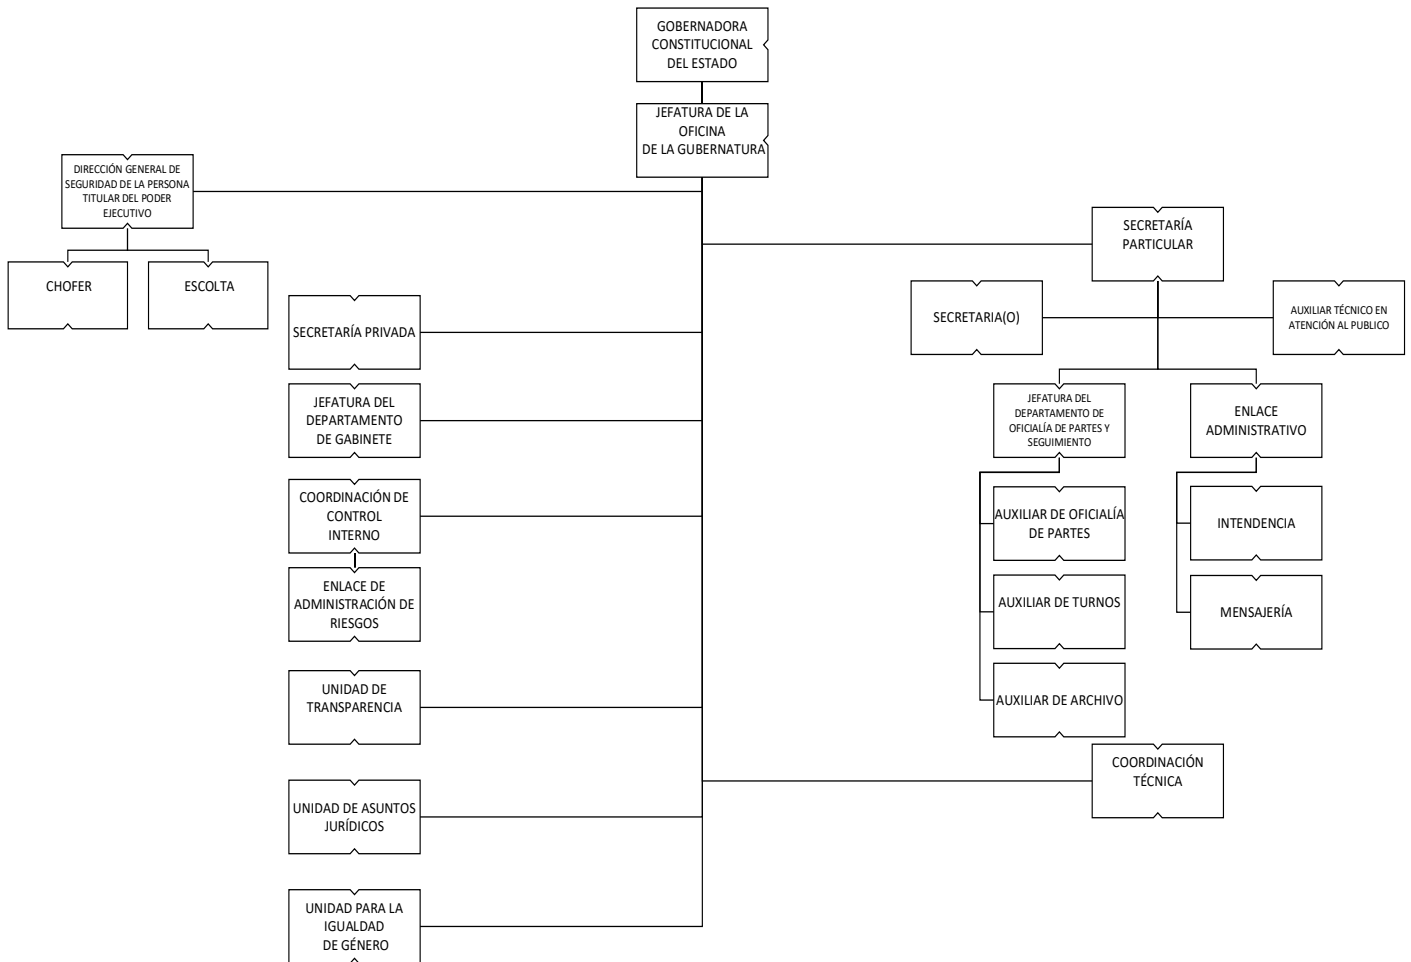 GOBERNADORA
CONSTITUCIONAL
DEL ESTADO
JEFATURA DE LA
OFICINA
DE LA GUBERNATURA
DIRECCIÓN GENERAL DE
SEGURIDAD DE LA PERSONA
TITULAR DEL PODER
EJECUTIVO
CHOFER
ESCOLTA
SECRETARÍA PRIVADA
JEFATURA DEL
DEPARTAMENTO
DE GABINETE
COORDINACIÓN DE
CONTROL
INTERNO
ENLACE DE
ADMINISTRACIÓN DE
RIESGOS
UNIDAD DE
TRANSPARENCIA
UNIDAD DE ASUNTOS
JURÍDICOS
UNIDAD PARA LA
IGUALDAD
DE GÉNERO
SECRETARÍA
PARTICULAR
SECRETARIA(O)
AUXILIAR TÉCNICO EN
ATENCIÓN AL PUBLICO
JEFATURA DEL
DEPARTAMENTO DE
OFICIALÍA DE PARTES Y
SEGUIMIENTO
AUXILIAR DE OFICIALÍA
DE PARTES
AUXILIAR DE TURNOS
AUXILIAR DE ARCHIVO
ENLACE
ADMINISTRATIVO
INTENDENCIA
MENSAJERÍA
COORDINACIÓN
TÉCNICA